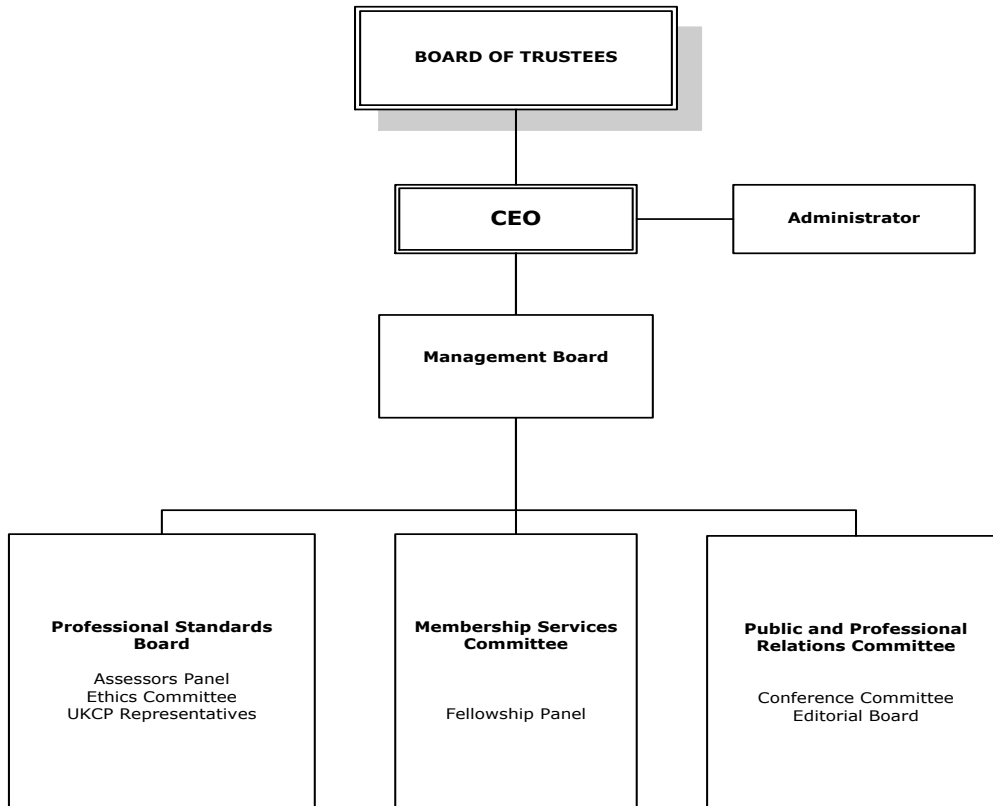 BOARD OF TRUSTEES
CEO
Administrator
Management Board
Professional Standards
Board
Assessors Panel
Ethics Committee
UKCP Representatives
Membership Services
Committee
Fellowship Panel
Public and Professional
Relations Committee
Conference Committee
Editorial Board